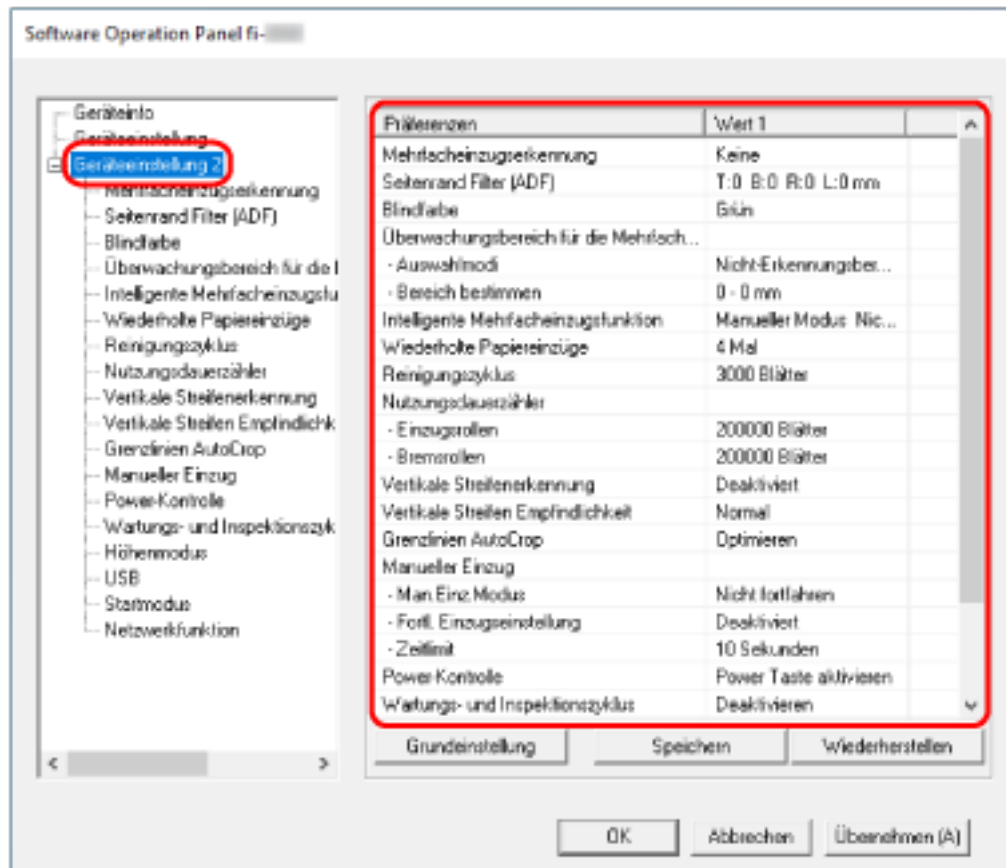 Software Operation Panel fi-
Geräteinfo
Geräteeinstellung
Geräteeinstellung 2
Mehrfacheinzugserkennung
Seitenrand Filter (ADF)
Blindfarbe
Überwachungsbereich für die
Intelligente Mehrfacheinzugsfu
Wiederholte Papiereinzüge
Reinigungszyklus
Nutzungsdauerzähler
Vertikale Streifenerkennung
Vertikale Streifen Empfindlichk
Grenzlinien AutoCrop
Manueller Einzug
Power-Kontrolle
Wartungs- und Inspektionszyk
Höhenmodus
USB
Startmodus
Netzwerkfunktion
Präferenzen Wert 1
Mehrfacheinzugserkennung Keine
Seitenrand Filter (ADF) T:0 B:0 R:0 L:0 mm
Blindfarbe Grün
Überwachungsbereich für die Mehrfach...
- Auswahlmodi Nicht-Erkennungsber...
- Bereich bestimmen 0 - 0 mm
Intelligente Mehrfacheinzugsfunktion Manueller Modus Nic...
Wiederholte Papiereinzüge 4 Mal
Reinigungszyklus 3000 Blätter
Nutzungsdauerzähler
- Einzugsrollen 200000 Blätter
- Bremsrollen 200000 Blätter
Vertikale Streifenerkennung Deaktiviert
Vertikale Streifen Empfindlichkeit Normal
Grenzlinien AutoCrop Optimieren
Manueller Einzug
- Man.Einz.Modus Nicht fortfahren
- Fortl. Einzugseinstellung Deaktiviert
- Zeitlimit 10 Sekunden
Power-Kontrolle Power Taste aktivieren
Wartungs- und Inspektionszyklus Deaktivieren
Grundeinstellung Speichern Wiederherstellen
OK Abbrechen Übernehmen (A)